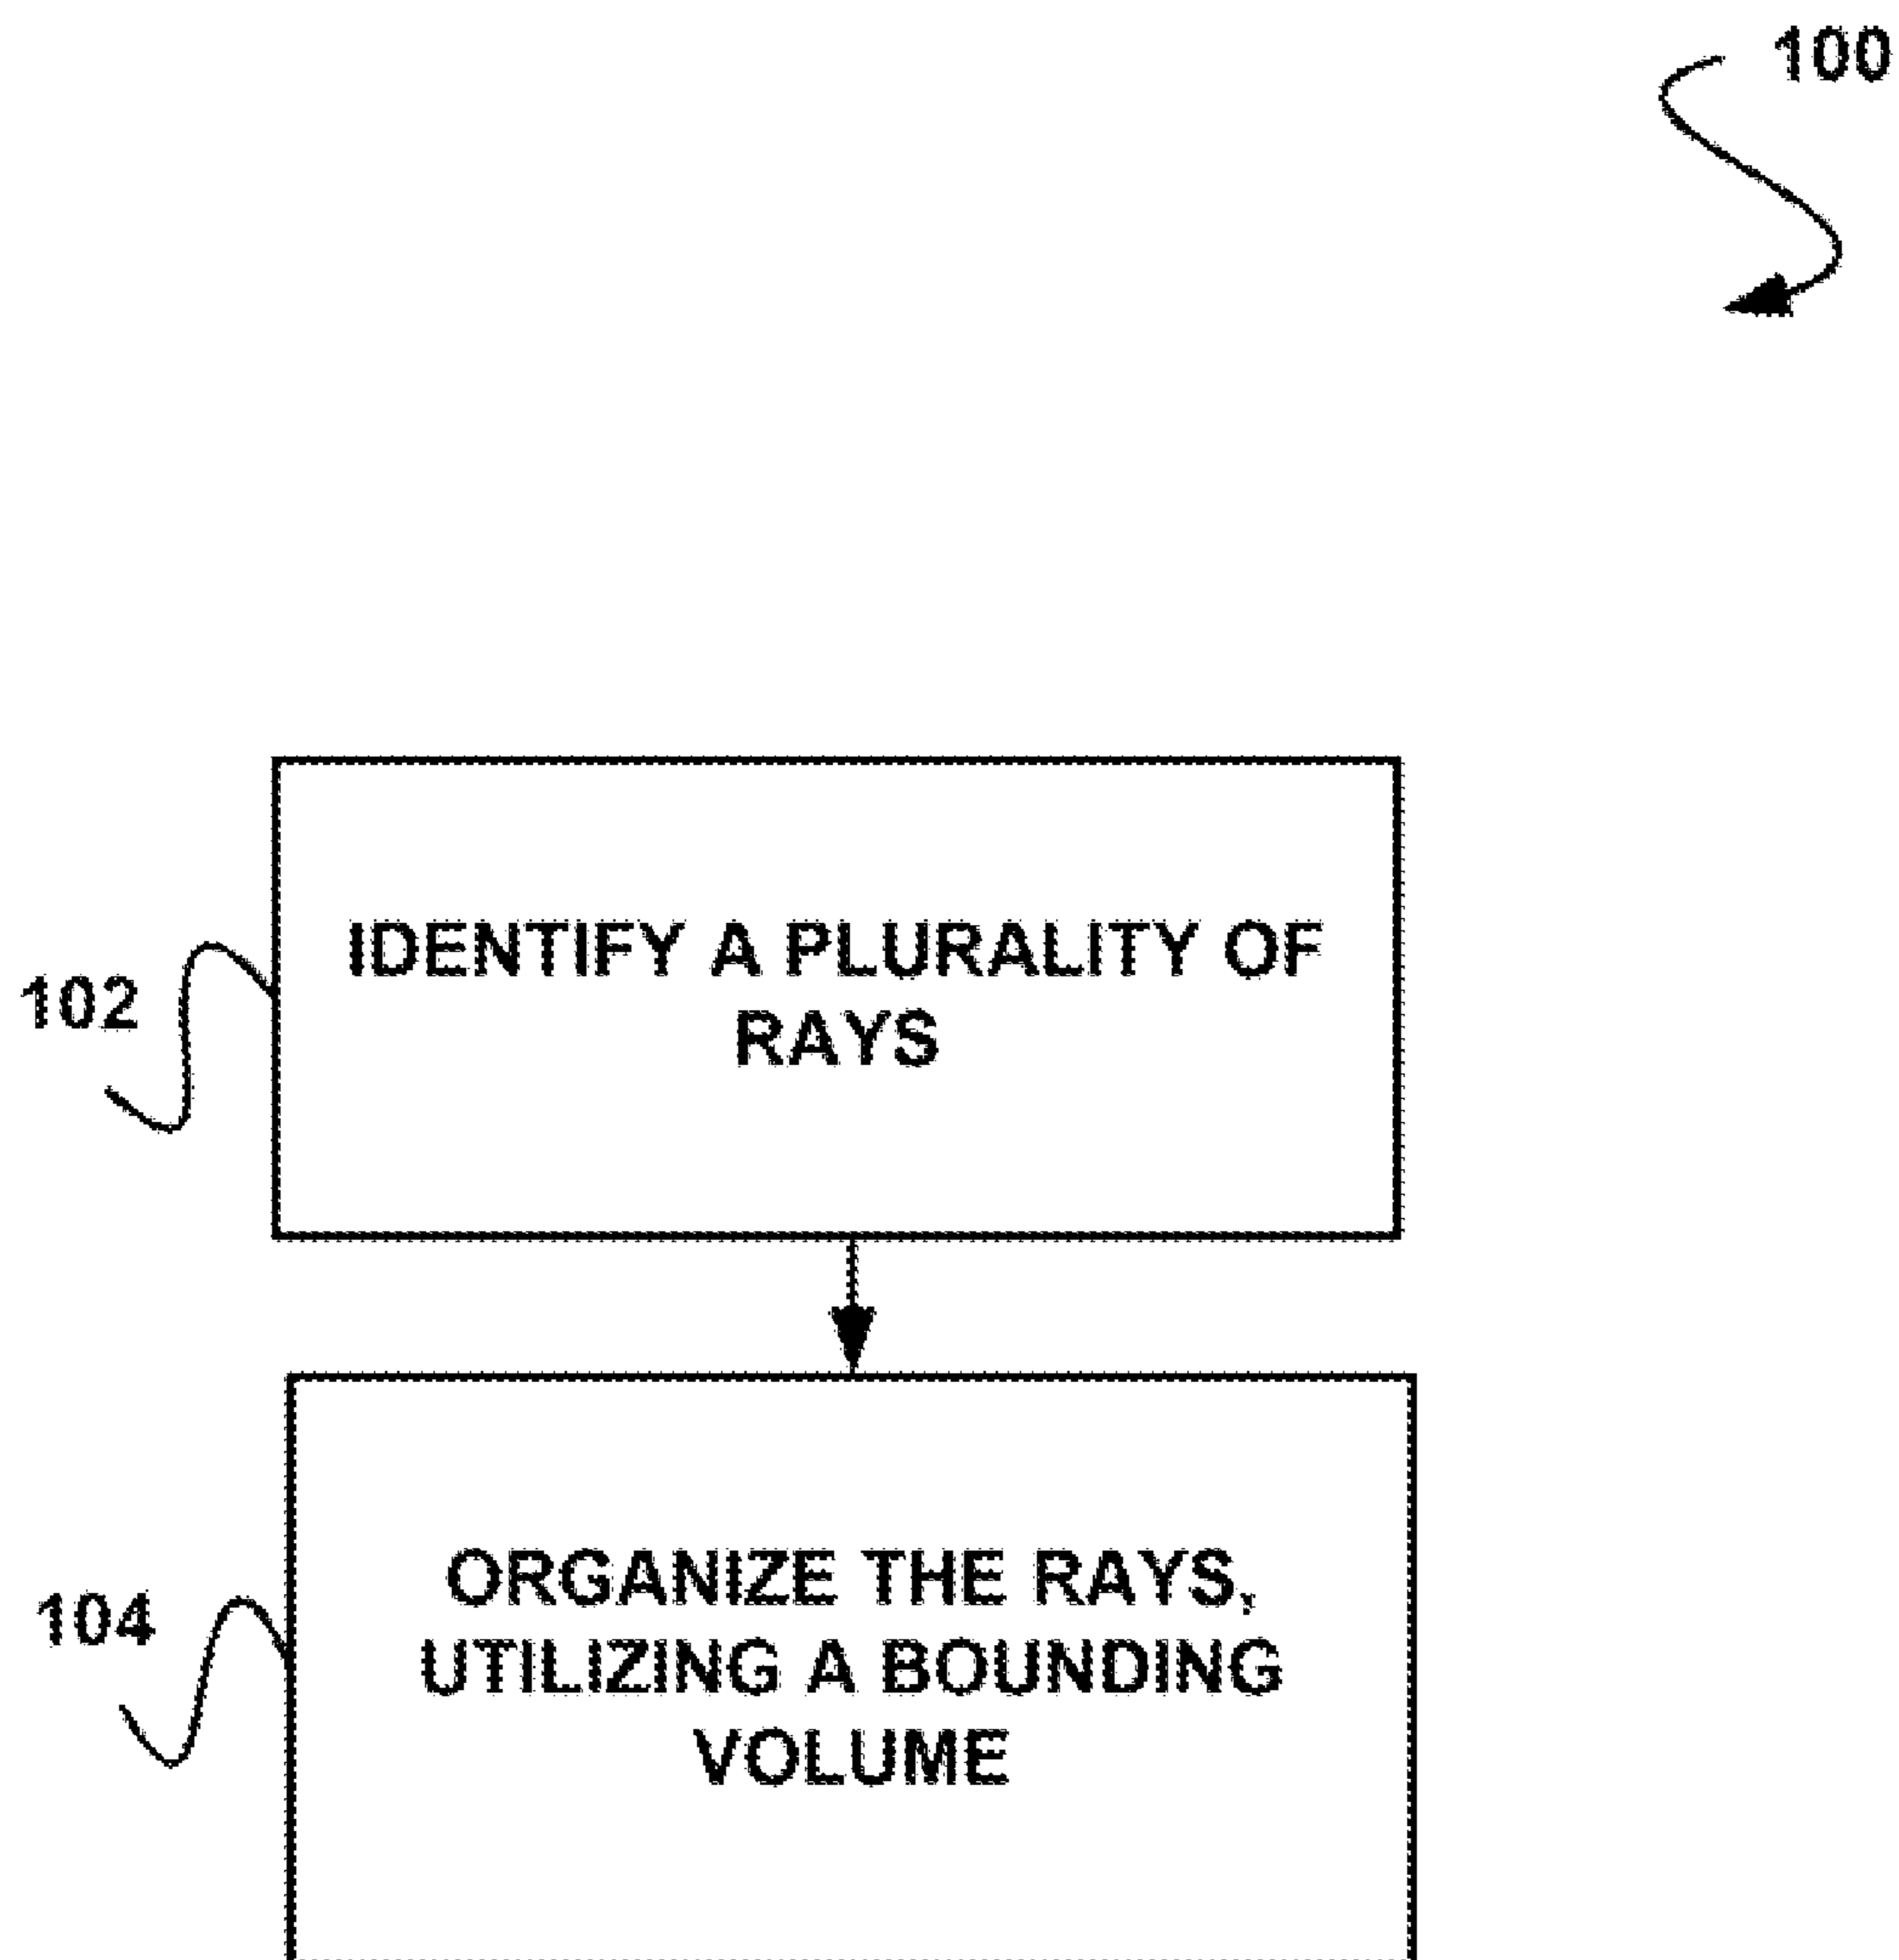 100
IDENTIFY A PLURALITY OF
RAYS
102
ORGANIZE THE RAYS,
UTILIZING A BOUNDING
VOLUME
104